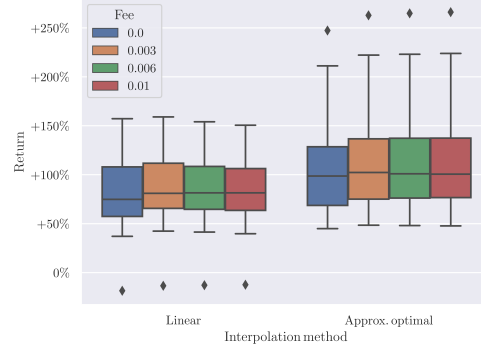 Fee
0.0
0.003
0.006
0.01
+250%
+200%
+150%
+100%
+50%
0%
Return
Linear
Approx. optimal
Interpolation method